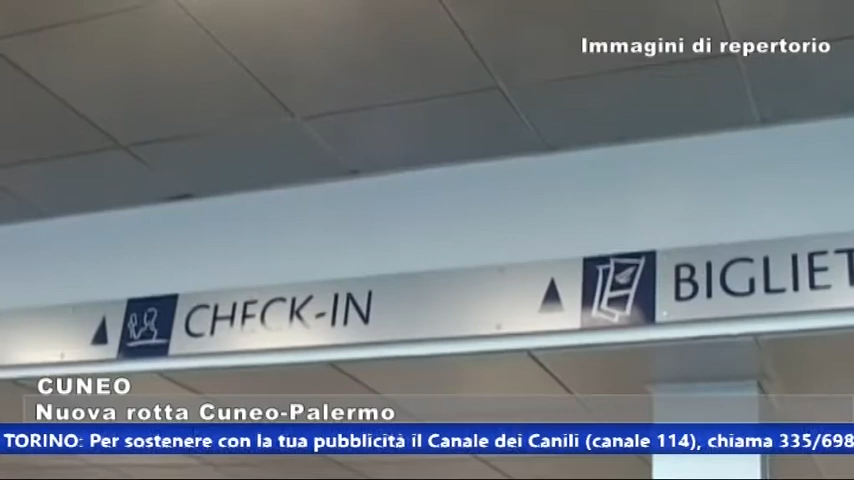 Immagini di repertorio
CHECK-IN
BIGLIET
CUNEO
Nuova rotta Cuneo-Palermo
TORINO: Per sostenere con la tua pubblicità il Canale dei Canili (canale 114), chiama 335/698